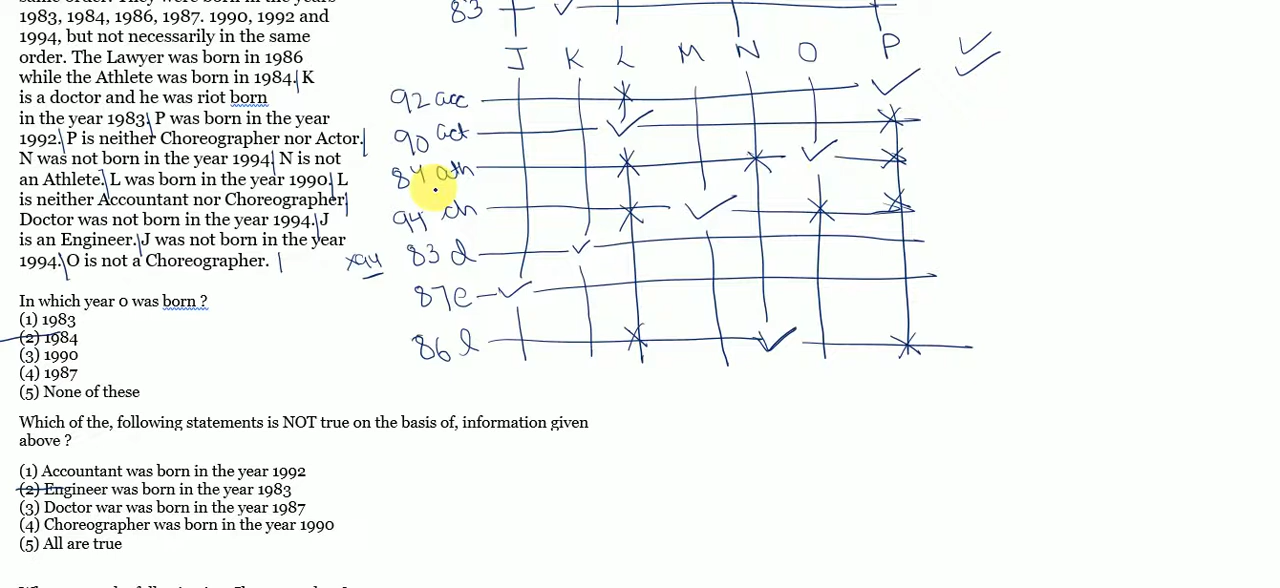 same order. They were born in the years
1983, 1984, 1986, 1987. 1990, 1992 and
1994, but not necessarily in the same
order. The Lawyer was born in 1986
while the Athlete was born in 1984. K
is a doctor and he was riot born
in the year 1983. P was born in the year
1992. P is neither Choreographer nor Actor.
N was not born in the year 1994. N is not
an Athlete. L was born in the year 1990. L
is neither Accountant nor Choreographer.
Doctor was not born in the year 1994. J
is an Engineer. J was not born in the year
1994. O is not a Choreographer.
In which year o was born ?
(1) 1983
(2) 1984
(3) 1990
(4) 1987
(5) None of these
Which of the, following statements is NOT true on the basis of, information given
above ?
(1) Accountant was born in the year 1992
(2) Engineer was born in the year 1983
(3) Doctor war was born in the year 1987
(4) Choreographer was born in the year 1990
(5) All are true
83
J K L M N O P
92 acc
90 act
84 ath
94 ch
x94 83 d
87 e
86 l